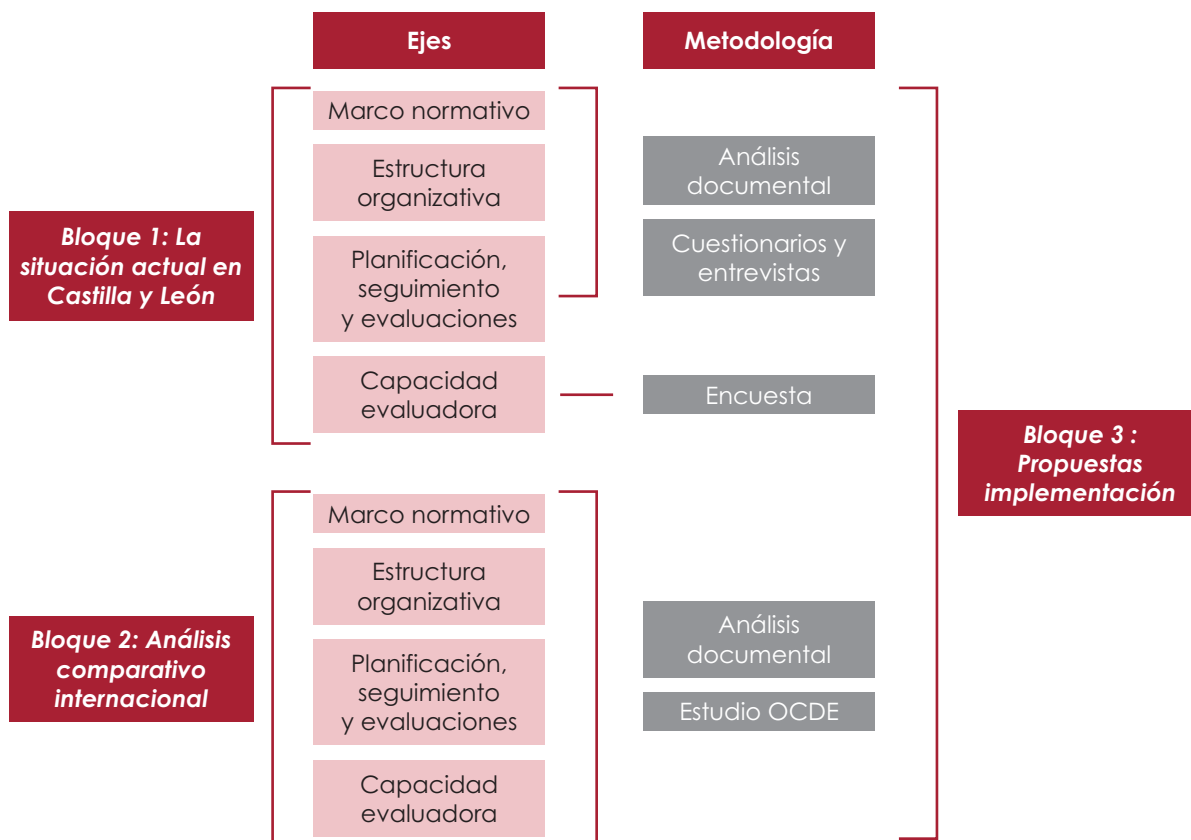 Ejes
Metodología
Bloque 1: La
situación actual en
Castilla y León
Marco normativo
Estructura
organizativa
Planificación,
seguimiento
y evaluaciones
Capacidad
evaluadora
Análisis
documental
Cuestionarios y
entrevistas
Encuesta
Bloque 2: Análisis
comparativo
internacional
Marco normativo
Estructura
organizativa
Planificación,
seguimiento
y evaluaciones
Capacidad
evaluadora
Análisis
documental
Estudio OCDE
Bloque 3 :
Propuestas
implementación